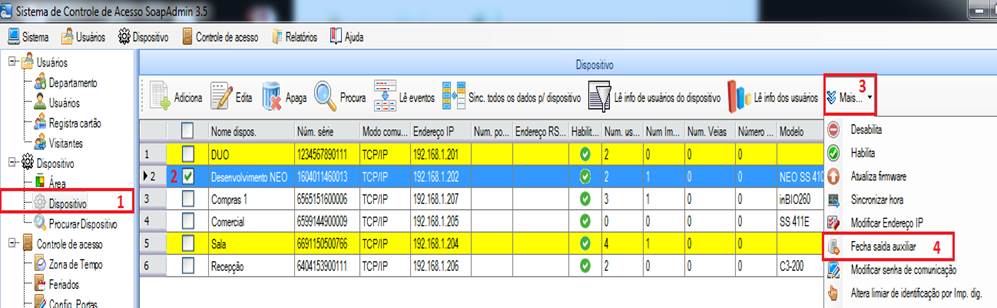 Sistema de Controle de Acesso SoapAdmin 3.5
Sistema Usuários Dispositivo Controle de acesso Relatórios Ajuda
Usuários
Departamento
Usuários
Registra cartão
Visitantes
Dispositivo
Área
Dispositivo 1
Procurar Dispositivo
Controle de acesso
Zona de Tempo
Feriados
Config. Portas
Dispositivo
Adiciona Edita Apaga Procura Lê eventos Sinc. todos os dados p/ dispositivo Lê info de usuários do dispositivo Lê info dos usuários Mais... 3
Nome dispos. Núm. série Modo comu... Endereço IP Num. po... Endereço RS... Habilit... Num. us... Num Im... Num. Veias Número ... Modelo
1 DUO 1234567890111 TCP/IP 192.168.1.201 2 0 0 0
2 2 Desenvolvimento NEO 1604011460013 TCP/IP 192.168.1.202 2 1 0 0 NEO SS 410
3 Compras 1 6565151600006 TCP/IP 192.168.1.207 3 1 0 0 inBIO260
4 Comercial 6599144900009 TCP/IP 192.168.1.205 0 0 0 0 SS 411E
5 Sala 6691150500766 TCP/IP 192.168.1.204 4 1 0 0
6 Recepção 6404153900111 TCP/IP 192.168.1.206 2 0 0 0 C3-200
Desabilita
Habilita
Atualiza firmware
Sincronizar hora
Modificar Endereço IP
Fecha saída auxiliar 4
Modificar senha de comunicação
Altera limiar de identificação por Imp. dig.